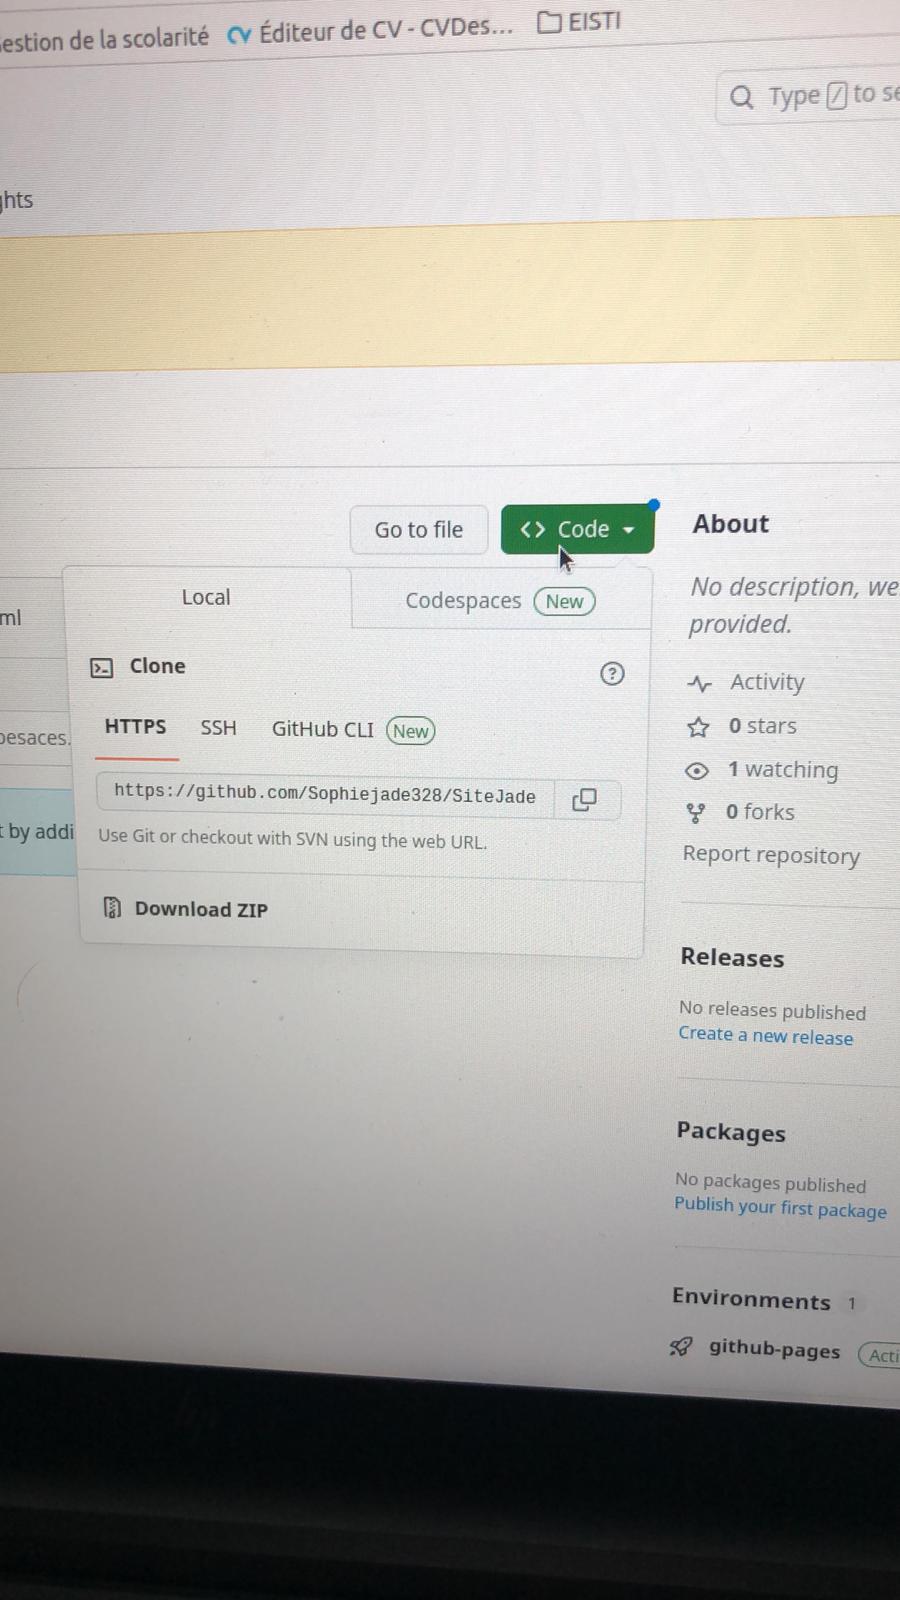 estion de la scolarité Éditeur de CV - CVDes... EISTI
Type / to se
ghts
Go to file
Code
About
Local
Codespaces New
No description, we
provided.
ml
Clone
Activity
HTTPS SSH GitHub CLI New
0 stars
pesaces.
1 watching
https://github.com/Sophiejade328/SiteJade
0 forks
t by addi
Use Git or checkout with SVN using the web URL.
Report repository
Download ZIP
Releases
No releases published
Create a new release
Packages
No packages published
Publish your first package
Environments 1
github-pages Acti